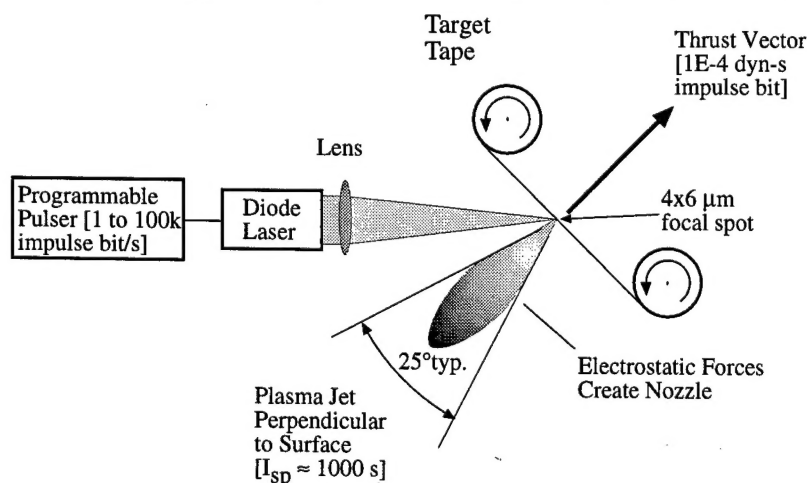 Target
Tape
Thrust Vector
[1E-4 dyn-s
impulse bit]
Lens
Programmable
Pulser [1 to 100k
impulse bit/s]
Diode
Laser
4x6 μm
focal spot
25°typ.
Electrostatic Forces
Create Nozzle
Plasma Jet
Perpendicular
to Surface
[Isp ≈ 1000 s]